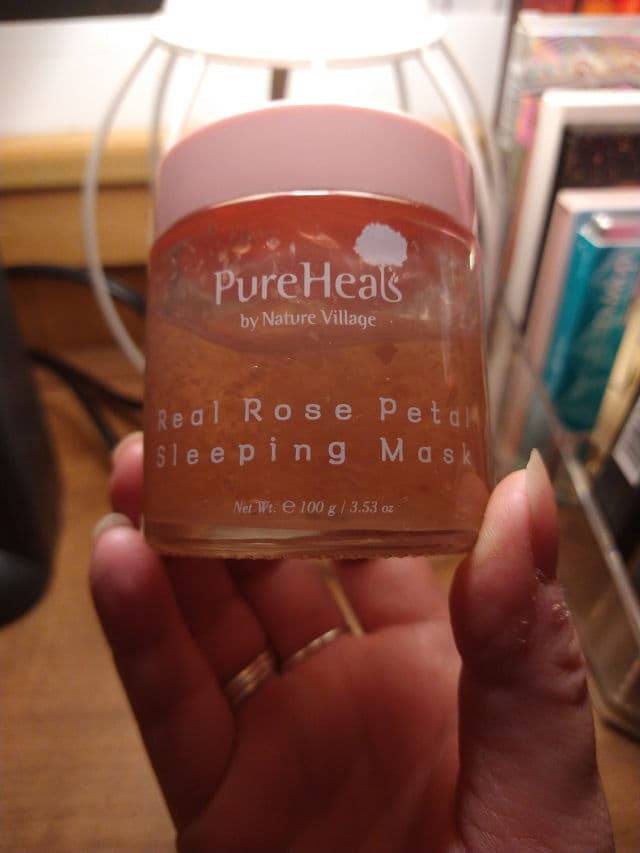 PureHeals
by Nature Village
Real Rose Petal
Sleeping Mask
Net Wt. ℮ 100 g / 3.53 oz